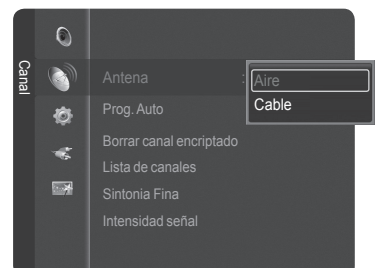 Canal
Antena : Aire
Cable
Prog. Auto
Borrar canal encriptado
Lista de canales
Sintonia Fina
Intensidad señal